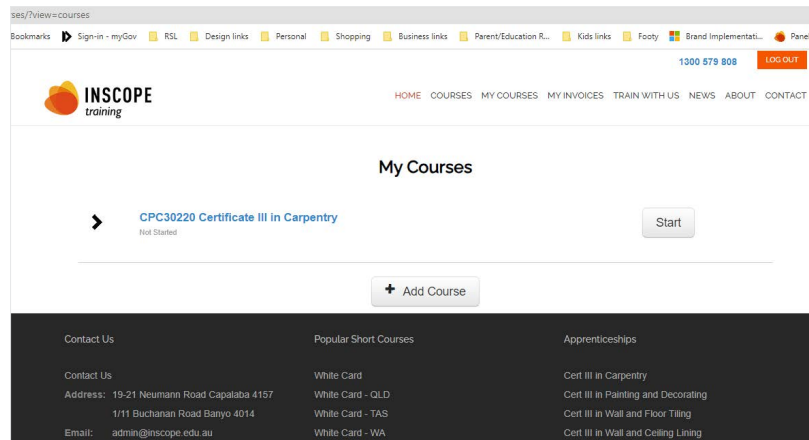 ses/?view=courses
Bookmarks Sign-in - myGov RSL Design links Personal Shopping Business links Parent/Education R... Kids links Footy Brand Implementati... Panel
1300 579 808 LOG OUT
INSCOPE
training
HOME COURSES MY COURSES MY INVOICES TRAIN WITH US NEWS ABOUT CONTACT
My Courses
CPC30220 Certificate III in Carpentry
Not Started
Start
+ Add Course
Contact Us Popular Short Courses Apprenticeships
Contact Us White Card Cert III in Carpentry
Address: 19-21 Neumann Road Capalaba 4157 White Card - QLD Cert III in Painting and Decorating
1/11 Buchanan Road Banyo 4014 White Card - TAS Cert III in Wall and Floor Tiling
Email: admin@inscope.edu.au White Card - WA Cert III in Wall and Ceiling Lining